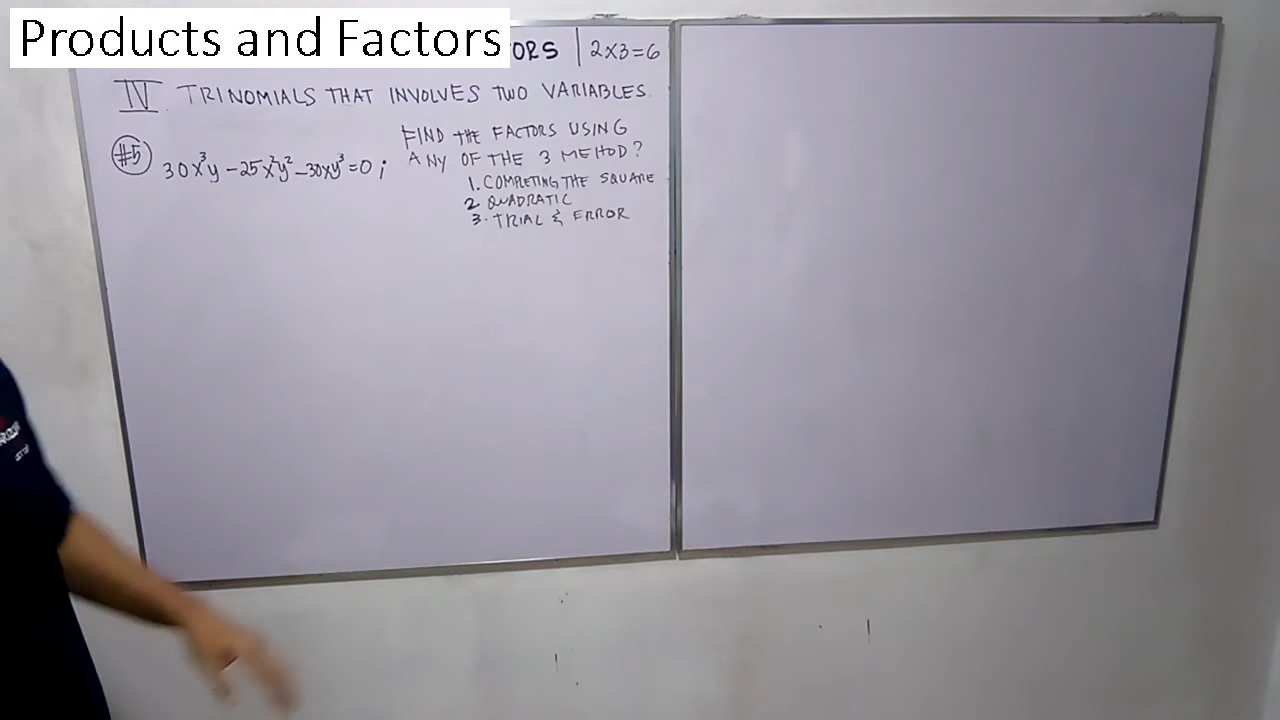 Products and Factors
ORS | 2x3=6
IV. TRINOMIALS THAT INVOLVES TWO VARIABLES
#5) 30x³y - 25x²y² - 30xy³ = 0 ;
FIND THE FACTORS USING
ANY OF THE 3 MEHOD?
1. COMPLETING THE SQUARE
2 QUADRATIC
3. TRIAL & ERROR